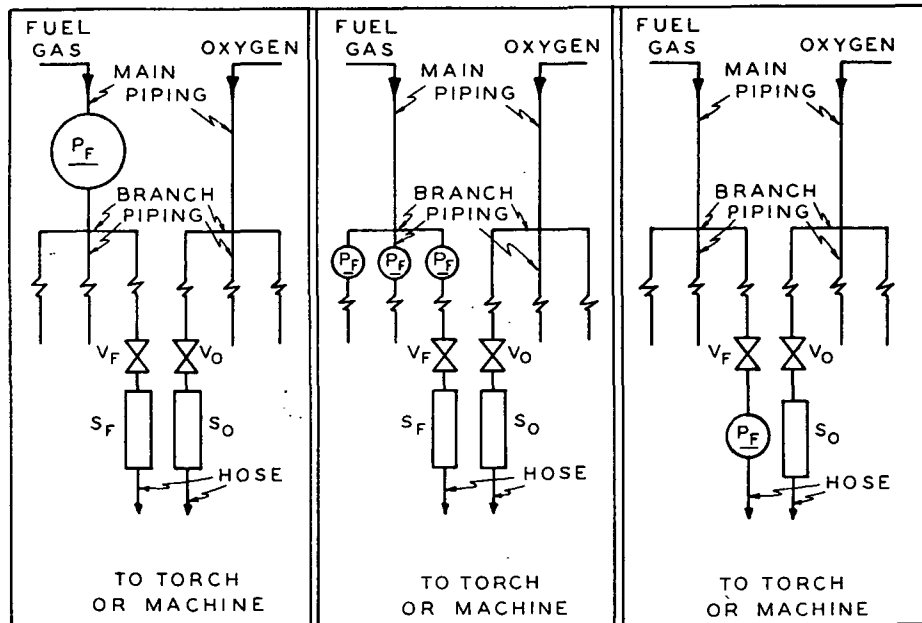 FUEL
GAS
OXYGEN
MAIN
PIPING
P_F
BRANCH
PIPING
V_F
V_O
S_F
S_O
HOSE
TO TORCH
OR MACHINE
FUEL
GAS
OXYGEN
MAIN
PIPING
BRANCH
PIPING
P_F
P_F
P_F
V_F
V_O
S_F
S_O
HOSE
TO TORCH
OR MACHINE
FUEL
GAS
OXYGEN
MAIN
PIPING
BRANCH
PIPING
V_F
V_O
P_F
S_O
HOSE
TO TORCH
OR MACHINE